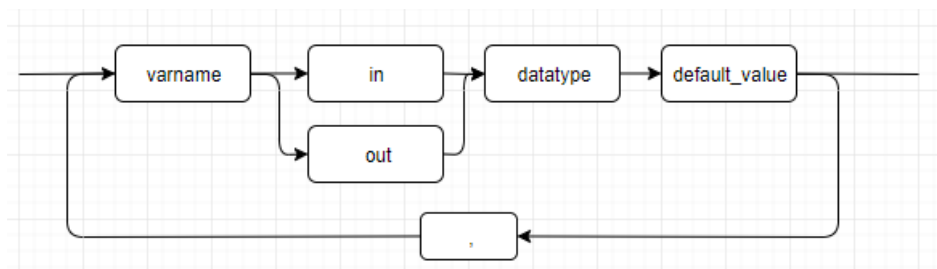 varname in datatype default_value
out
,